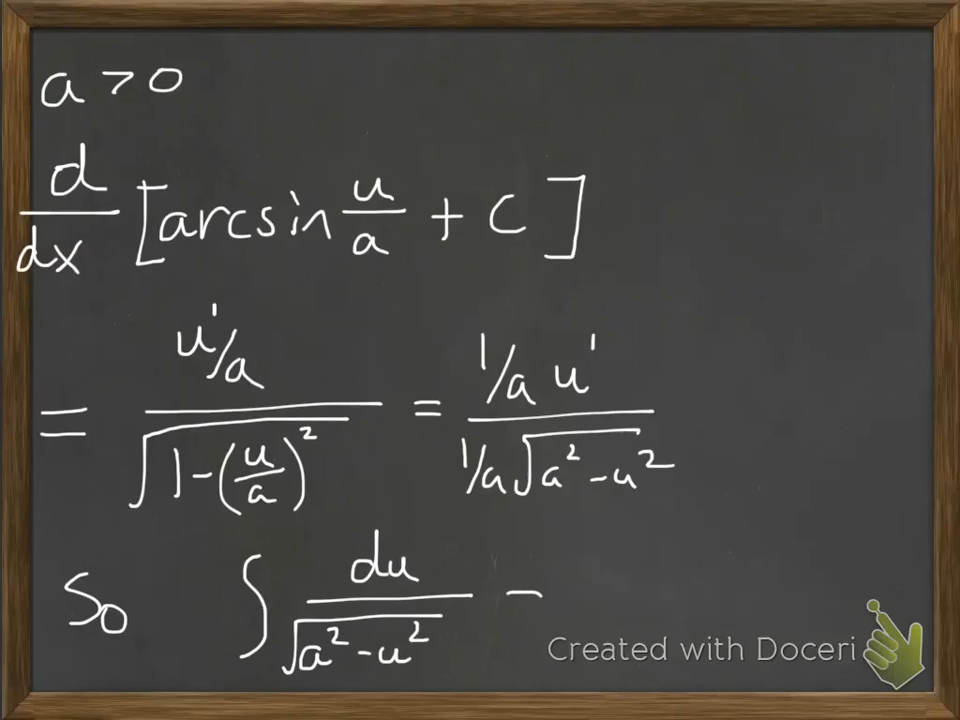 a > 0
d/dx [arcsin u/a + C]
= (u'/a)/√(1-(u/a)²) = (1/a u')/(1/a √(a²-u²))
So ∫ du/√(a²-u²) -
Created with Doceri